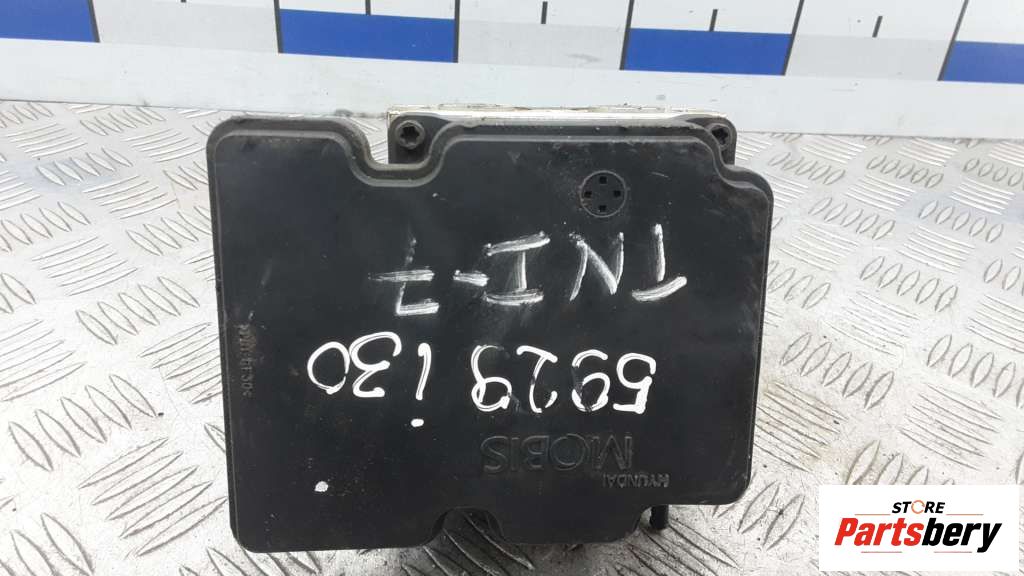 TNI-7
5929 i30
HYUNDAI
MOBIS
STORE
Partsbery